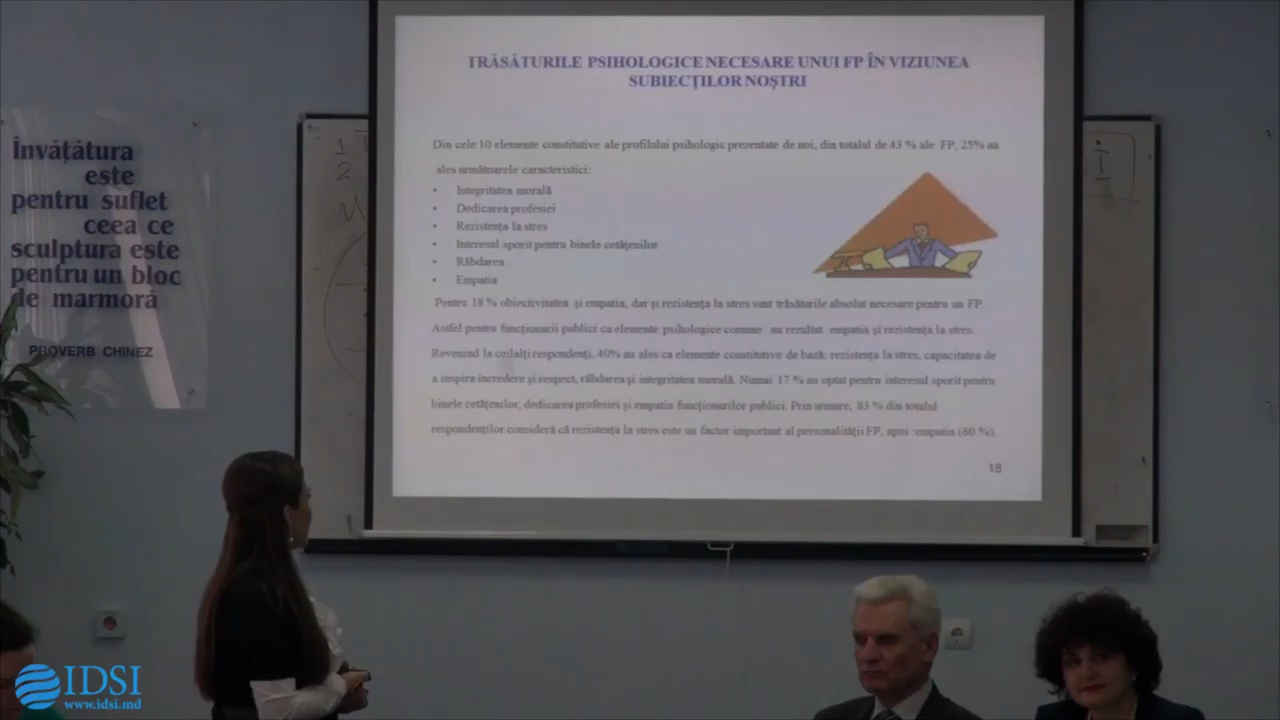 TRĂSĂTURILE PSIHOLOGICE NECESARE UNUI FP ÎN VIZIUNEA
SUBIECȚILOR NOȘTRI
Din cele 10 elemente constitutive ale profilului psihologic prezentate de noi, din totalul de 43 % ale FP, 25% au
ales următoarele caracteristici:
• Integritatea morală
• Dedicarea profesiei
• Rezistența la stres
• Interesul sporit pentru binele cetățenilor
• Răbdarea
• Empatia
Pentru 18 % obiectivitatea și empatia, dar și rezistența la stres sunt trăsăturile absolut necesare pentru un FP.
Astfel pentru funcționarii publici ca elemente psihologice comune au rezultat empatia și rezistența la stres.
Revenind la ceilalți respondenți, 40% au ales ca elemente constitutive de bază: rezistența la stres, capacitatea de
a inspira încredere și respect, răbdarea și integritatea morală. Numai 17 % au optat pentru interesul sporit pentru
binele cetățenilor, dedicarea profesiei și empatia funcționarilor publici. Prin urmare, 83 % din totalul
respondenților consideră că rezistența la stres este un factor important al personalității FP, apoi :empatia (60 %).
18
Învățătura
este
pentru suflet
ceea ce
sculptura este
pentru un bloc
de marmoră
PROVERB CHINEZ
1
2
IDSI
www.idsi.md